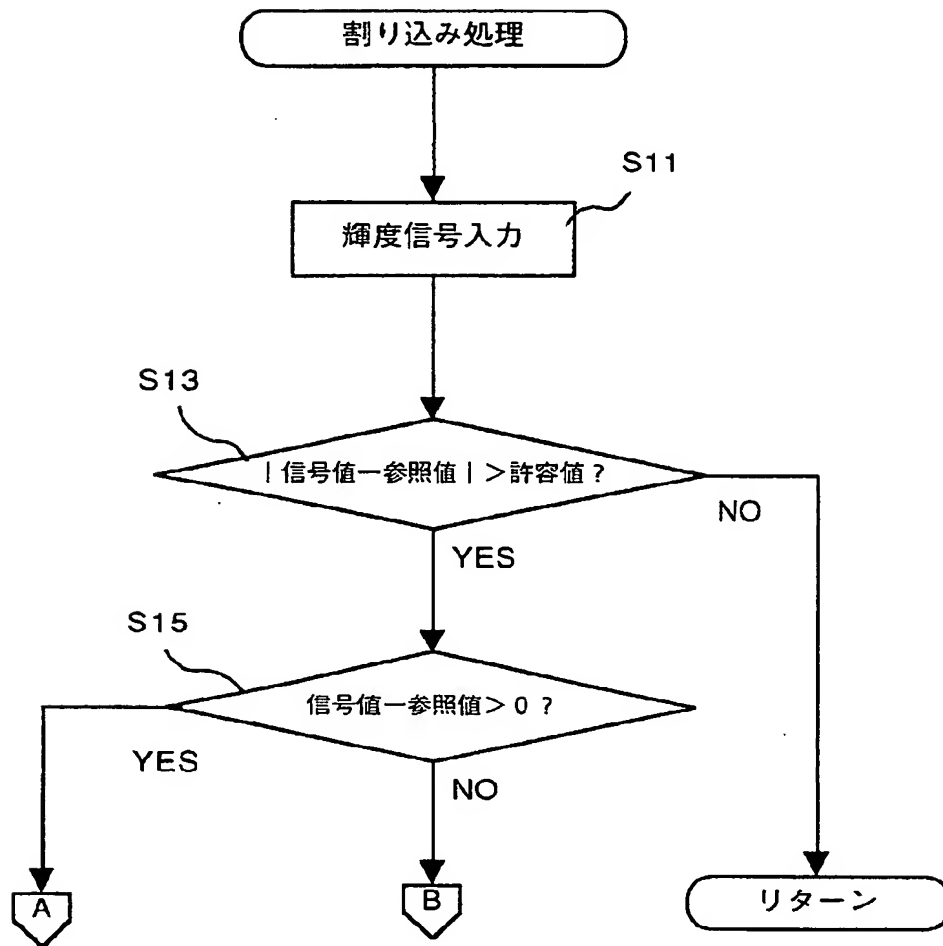 割り込み処理
S11
輝度信号入力
S13
|信号値ー参照値|>許容値?
NO
YES
S15
信号値ー参照値>0?
YES
NO
A
B
リターン